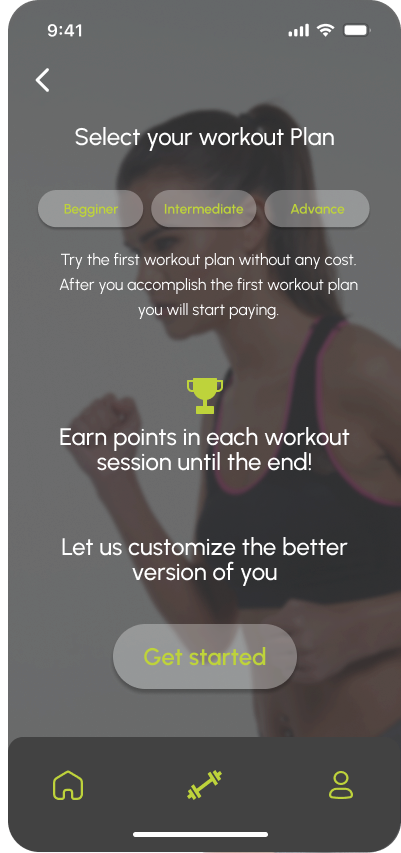 9:41
Select your workout Plan
Begginer
Intermediate
Advance
Try the first workout plan without any cost.
After you accomplish the first workout plan
you will start paying.
Earn points in each workout
session until the end!
Let us customize the better
version of you
Get started